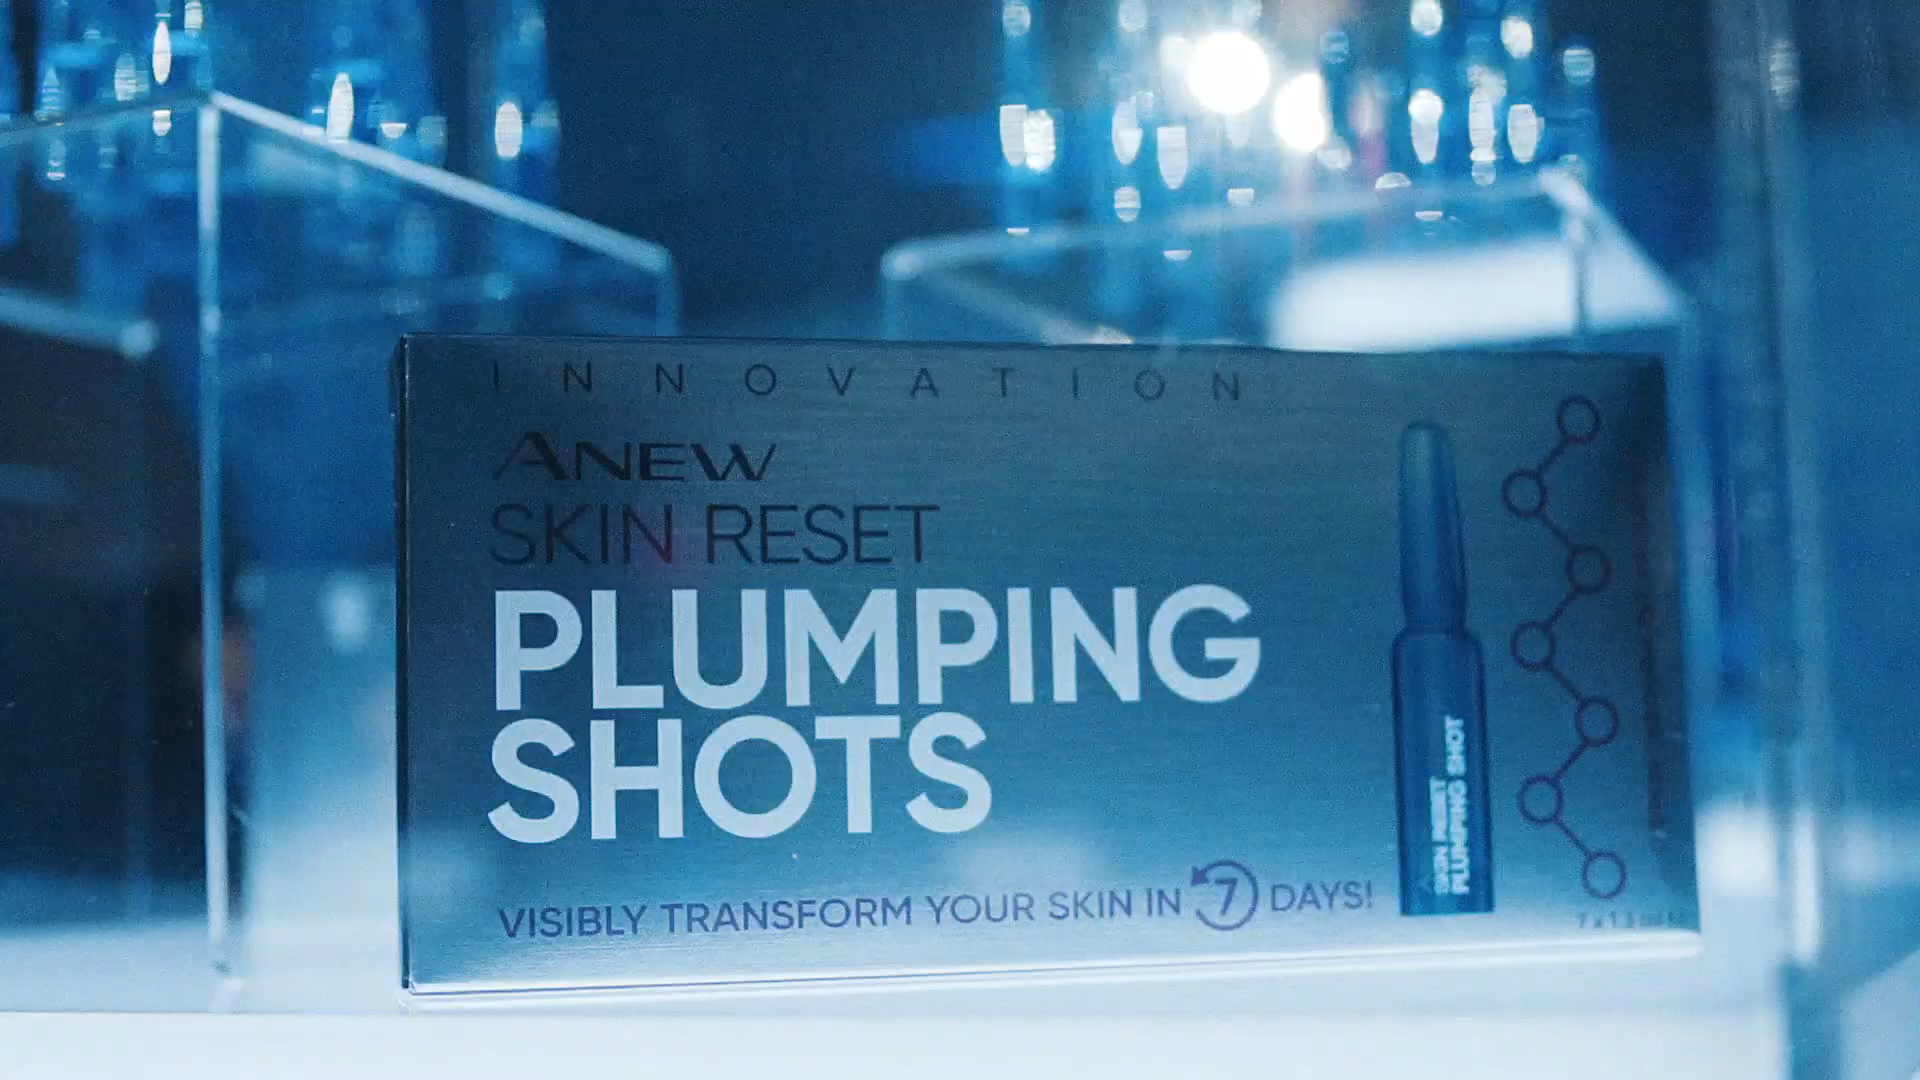 INNOVATION
ANEW
SKIN RESET
PLUMPING
SHOTS
VISIBLY TRANSFORM YOUR SKIN IN 7 DAYS!
SKIN RESET
PLUMPING SHOT